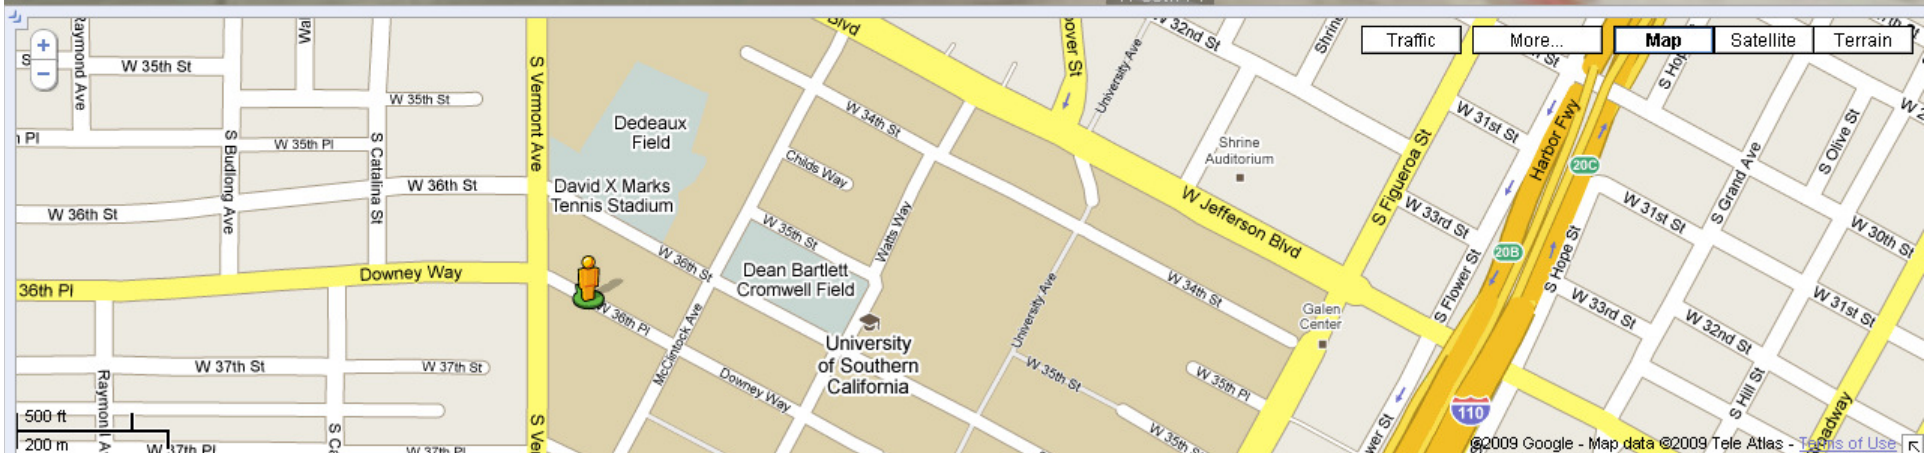 Blvd
W 32nd St
Traffic
More...
Map
Satellite
Terrain
Raymond Ave
W 35th St
S Vermont Ave
University Ave
W 35th St
W 34th St
W 31st St
Harbor Fwy
S Olive St
Dedeaux
Field
S Budlong Ave
W 35th Pl
S Catalina St
Shrine
Auditorium
20C
S Grand Ave
Childs Way
S Figueroa St
W 36th St
David X Marks
Tennis Stadium
W Jefferson Blvd
W 33rd St
W 31st St
W 36th St
W 35th St
Watts Way
W 30th St
20B
Downey Way
W 36th St
Dean Bartlett
Cromwell Field
University Ave
W 34th St
S Flower St
S Hope St
36th Pl
W 36th Pl
McClintock Ave
Galen
Center
W 33rd St
W 31st St
W 32nd St
University
of Southern
California
W 37th St
W 37th St
Downey Way
W 35th St
W 35th Pl
S Hill St
500 ft
110
200 m
W 37th Pl
W 35th
©2009 Google - Map data ©2009 Tele Atlas - Terms of Use